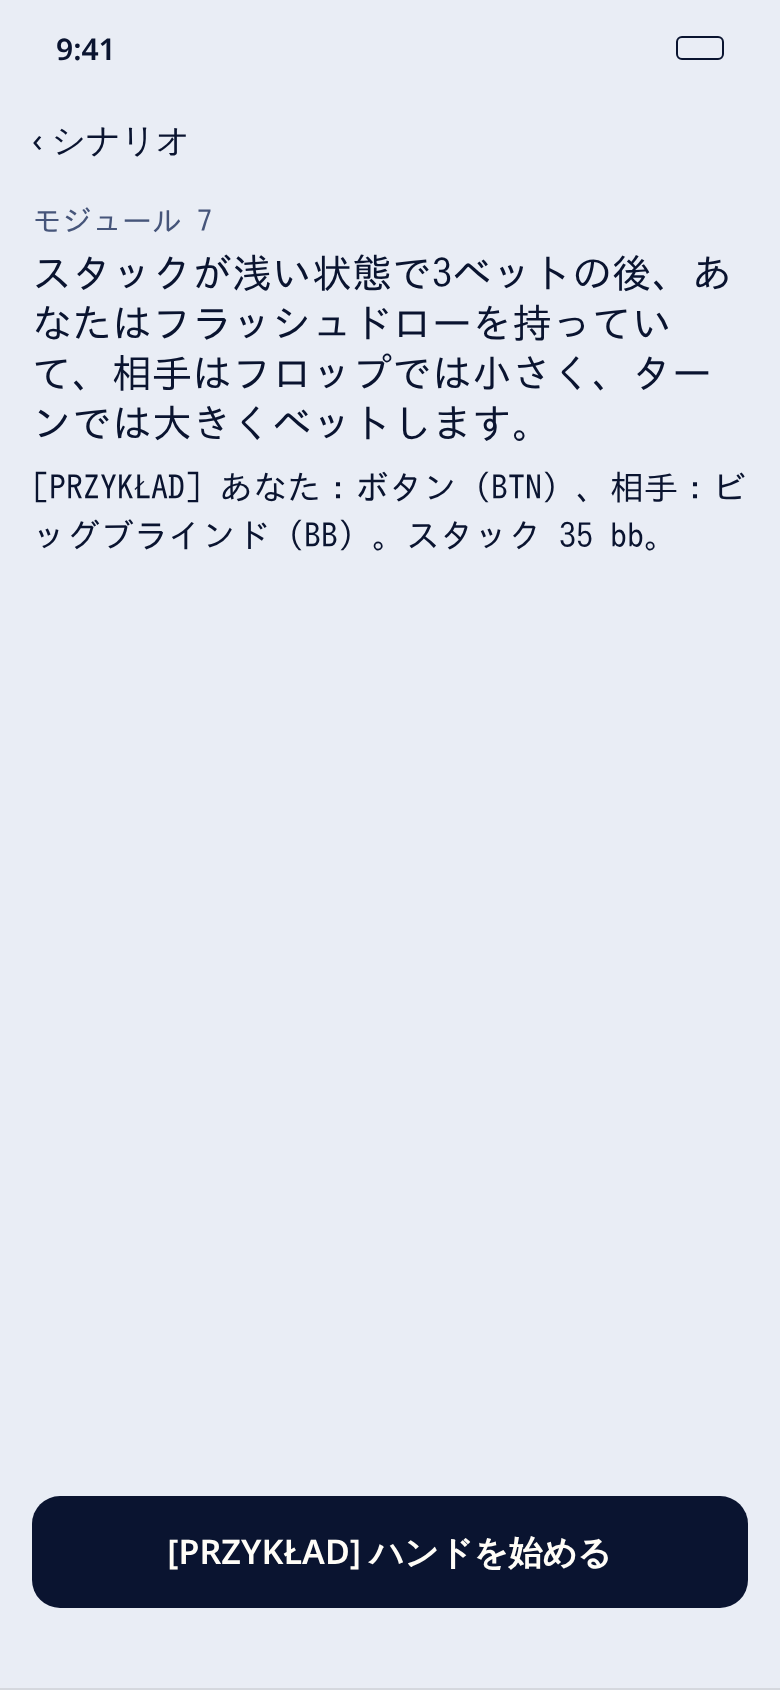 9:41
‹ シナリオ
モジュール 7
スタックが浅い状態で3ベットの後、あ
なたはフラッシュドローを持ってい
て、相手はフロップでは小さく、ター
ンでは大きくベットします。
[PRZYKŁAD] あなた：ボタン（BTN）、相手：ビ
ッグブラインド（BB）。スタック 35 bb。
[PRZYKŁAD] ハンドを始める